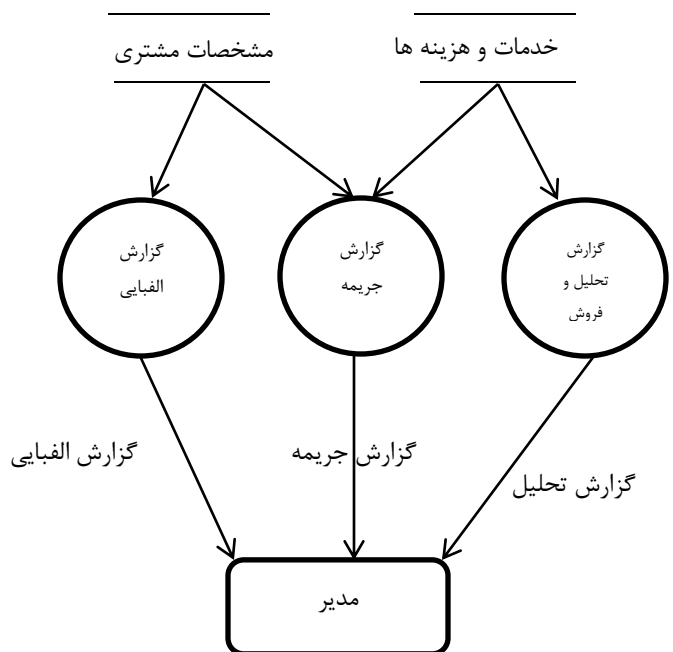 خدمات و هزینه ها
مشخصات مشتری
گزارش
تحلیل و
فروش
گزارش
جریمه
گزارش
الفبایی
گزارش تحلیل
گزارش جریمه
گزارش الفبایی
مدیر